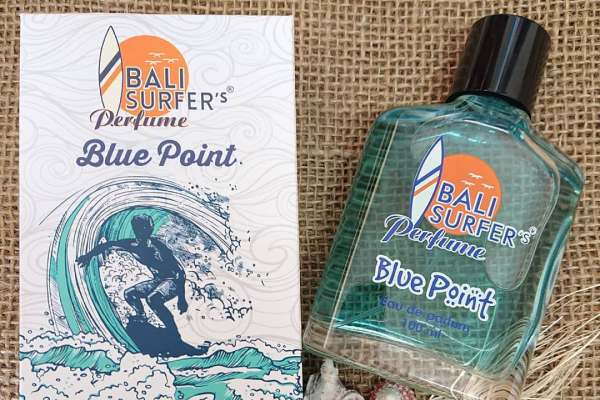 BALI
SURFER'S®
Perfume
Blue Point
BALI
SURFER'S®
Perfume
Blue Point
Eau de parfum
100 ml